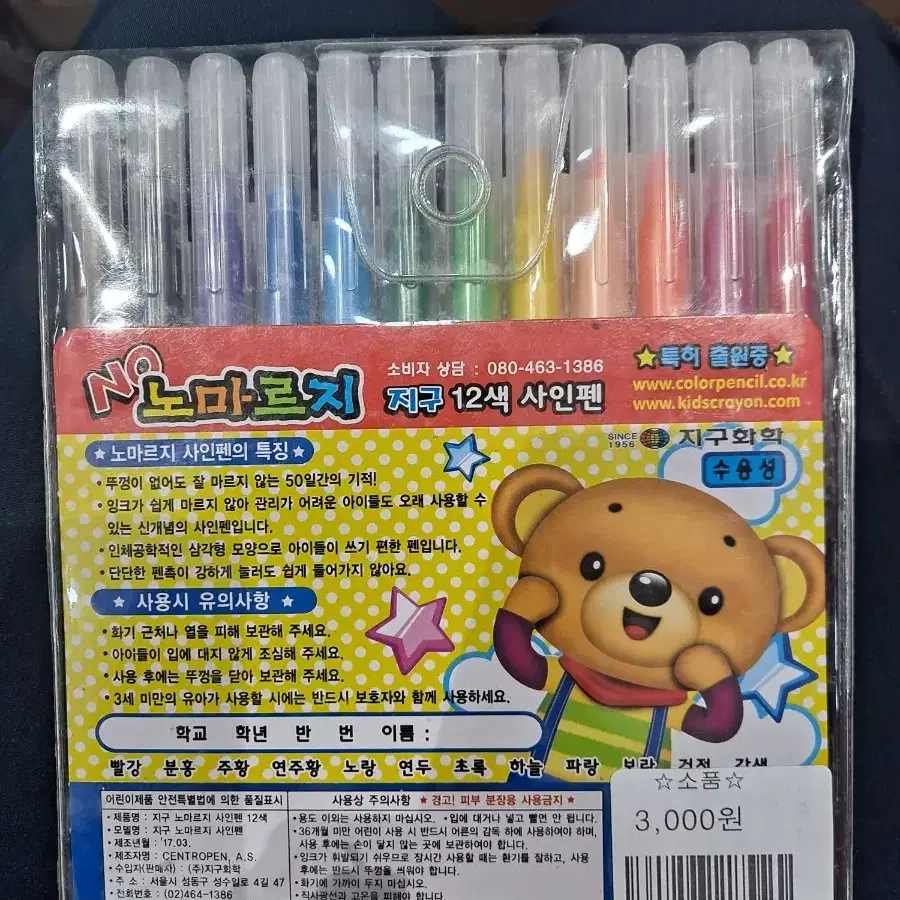 NO 노마르지
소비자 상담 : 080-463-1386
지구 12색 사인펜
★특허 출원중★
www.colorpencil.co.kr
www.kidscrayon.com
SINCE 1956 지구화학
수용성
★ 노마르지 사인펜의 특징 ★
• 뚜껑이 없어도 잘 마르지 않는 50일간의 기적!
• 잉크가 쉽게 마르지 않아 관리가 어려운 아이들도 오래 사용할 수
있는 신개념의 사인펜입니다.
• 인체공학적인 삼각형 모양으로 아이들이 쓰기 편한 펜입니다.
• 단단한 펜촉이 강하게 눌러도 쉽게 들어가지 않아요.
★ 사용시 유의사항 ★
• 화기 근처나 열을 피해 보관해 주세요.
• 아이들이 입에 대지 않게 조심해 주세요.
• 사용 후에는 뚜껑을 닫아 보관해 주세요.
• 3세 미만의 유아가 사용할 시에는 반드시 보호자와 함께 사용하세요.
학교 학년 반 번 이름 :
빨강 분홍 주황 연주황 노랑 연두 초록 하늘 파랑 보라 검정 갈색
어린이제품 안전특별법에 의한 품질표시
• 제품명 : 지구 노마르지 사인펜 12색
• 모델명 : 지구 노마르지 사인펜
• 제조년월 : '17.03.
• 제조자명 : CENTROPEN, A.S.
• 수입자(판매자) : (주)지구화학
• 주 소 : 서울시 성동구 성수일로 4길 47
• 전화번호 : (02)464-1386
사용상 주의사항 ★ 경고! 피부 분장용 사용금지 ★
• 용도 이외는 사용하지 마십시오. • 입에 대거나 넣고 빨면 안 됩니다.
• 36개월 미만 어린이 사용 시 반드시 어른의 감독 하에 사용하여야 하며,
사용 후에는 손이 닿지 않는 곳에 보관하여야 합니다.
• 잉크가 휘발되기 쉬우므로 장시간 사용할 때는 환기를 잘하고, 사용
후에는 반드시 뚜껑을 씌워야 합니다.
• 화기에 가까이 두지 마십시오.
• 직사광선과 고온을 피해야 합니다.
☆소품☆
3,000원